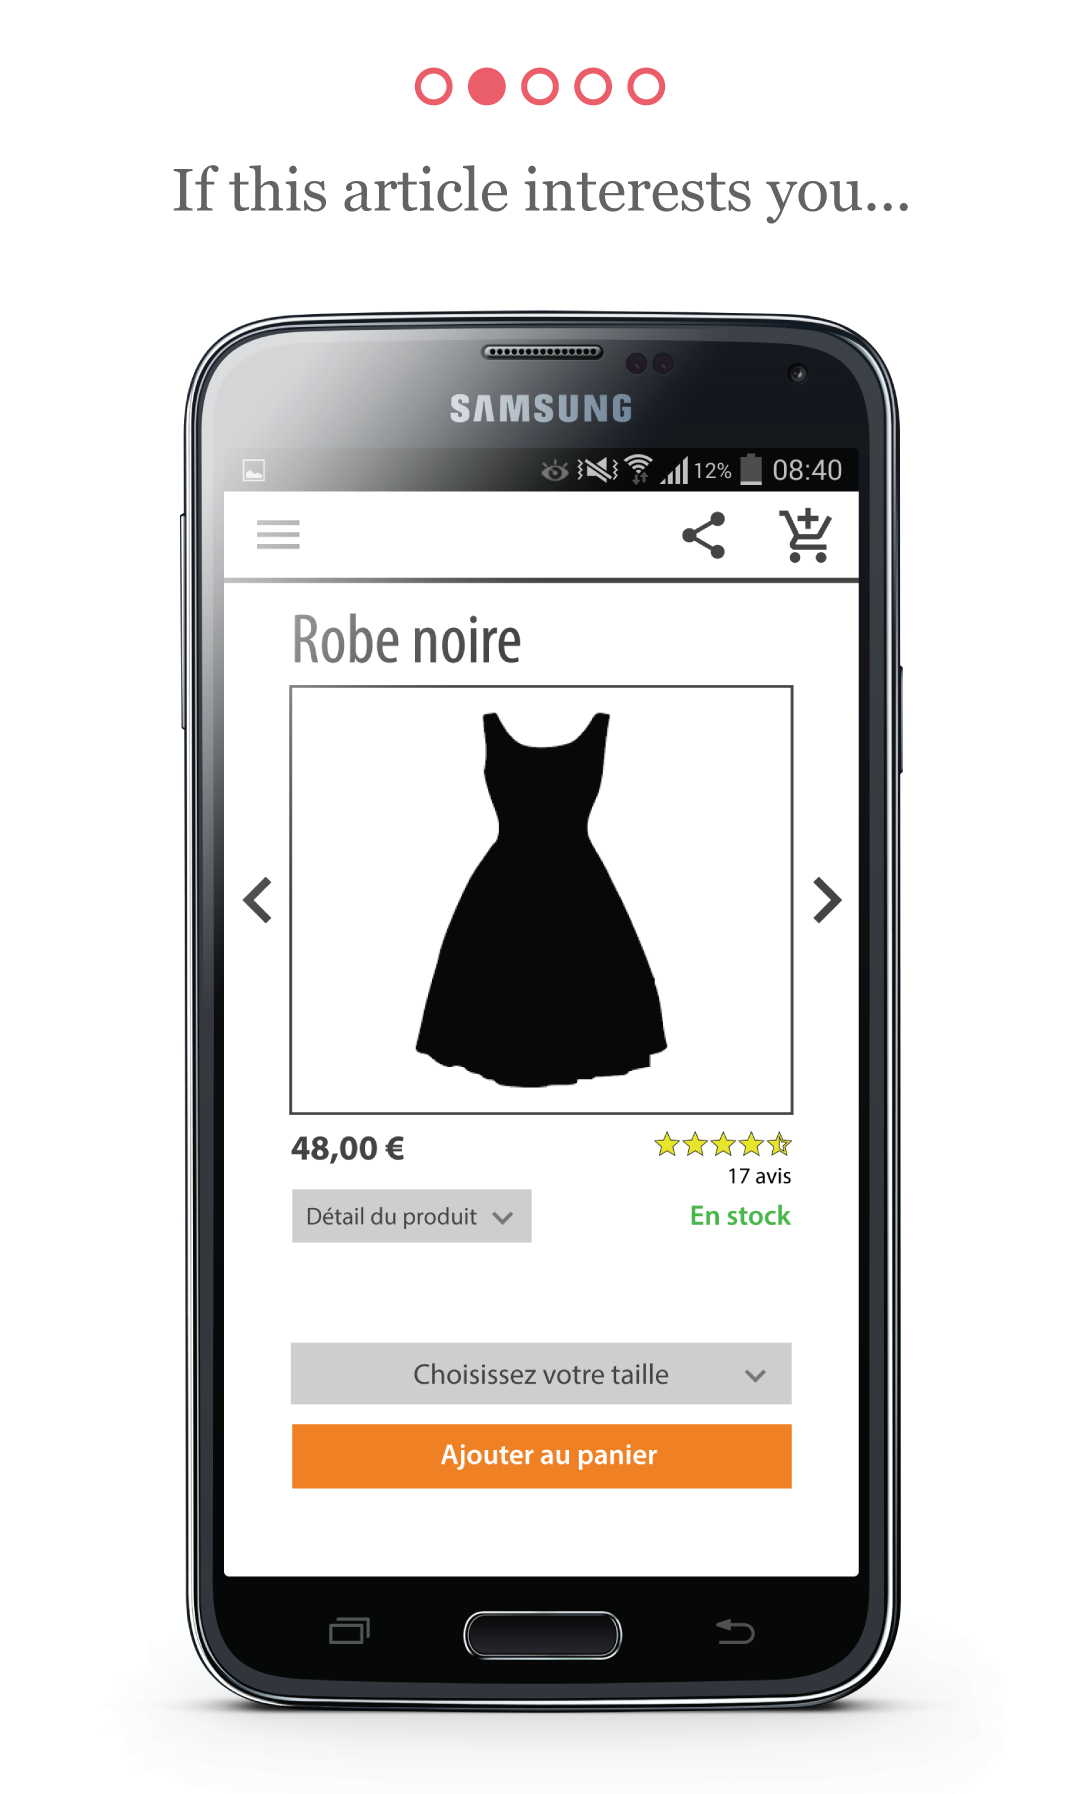 If this article interests you...
SAMSUNG
12% 08:40
Robe noire
48,00 €
17 avis
Détail du produit
En stock
Choisissez votre taille
Ajouter au panier